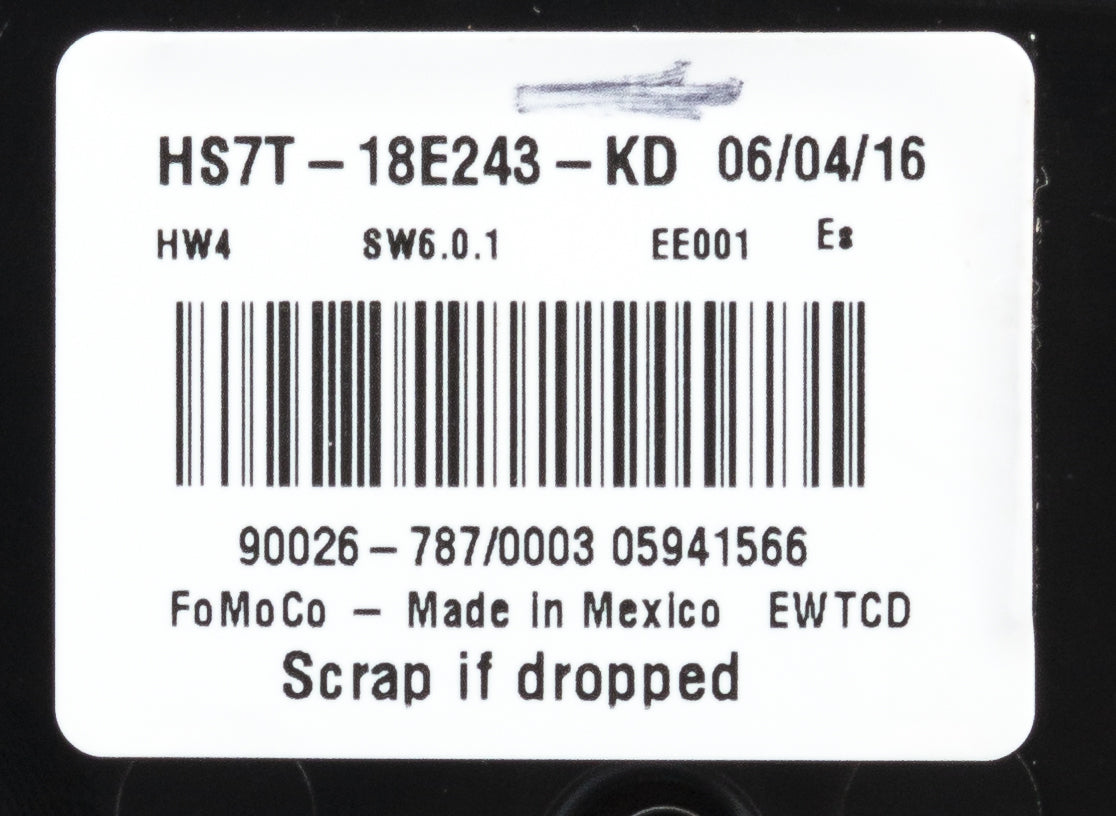 HS7T - 18E243 - KD 06/04/16
HW4 SW6.0.1 EE001 Es
90026 - 787/0003 05941566
FoMoCo - Made in Mexico EWTCD
Scrap if dropped